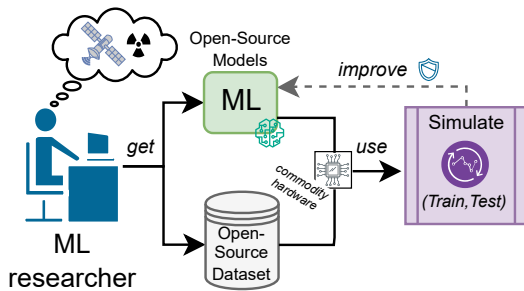 Open-Source
Models
improve
ML
get
use
Simulate
(Train,Test)
commodity
hardware
Open-
Source
Dataset
ML
researcher